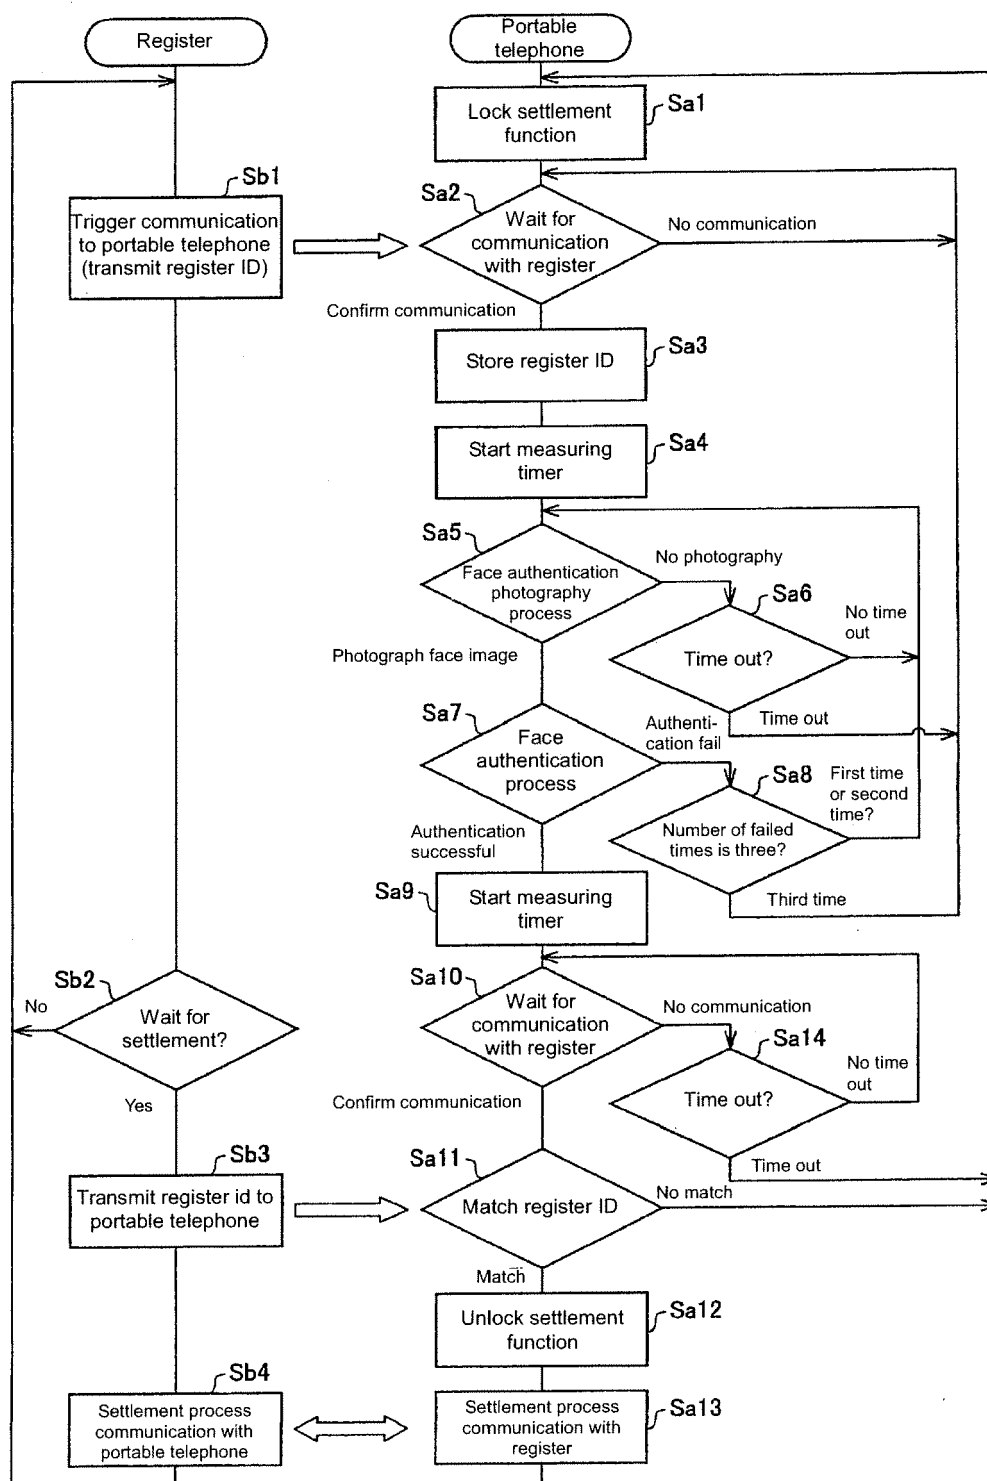 Register
Portable
telephone
Lock settlement
function
Sa1
Sb1
Trigger communication
to portable telephone
(transmit register ID)
Sa2
Wait for
communication
with register
No communication
Confirm communication
Store register ID
Sa3
Start measuring
timer
Sa4
Sa5
Face authentication
photography
process
No photography
Sa6
Time out?
No time
out
Time out
Photograph face image
Sa7
Face
authentication
process
Authenti-
cation fail
Sa8
Number of failed
times is three?
First time
or second
time?
Third time
Authentication
successful
Sa9
Start measuring
timer
Sb2
No
Wait for
settlement?
Yes
Sa10
Wait for
communication
with register
No communication
Sa14
Time out?
No time
out
Time out
Confirm communication
Sb3
Transmit register id to
portable telephone
Sa11
Match register ID
No match
Match
Unlock settlement
function
Sa12
Sb4
Settlement process
communication with
portable telephone
Settlement process
communication with
register
Sa13